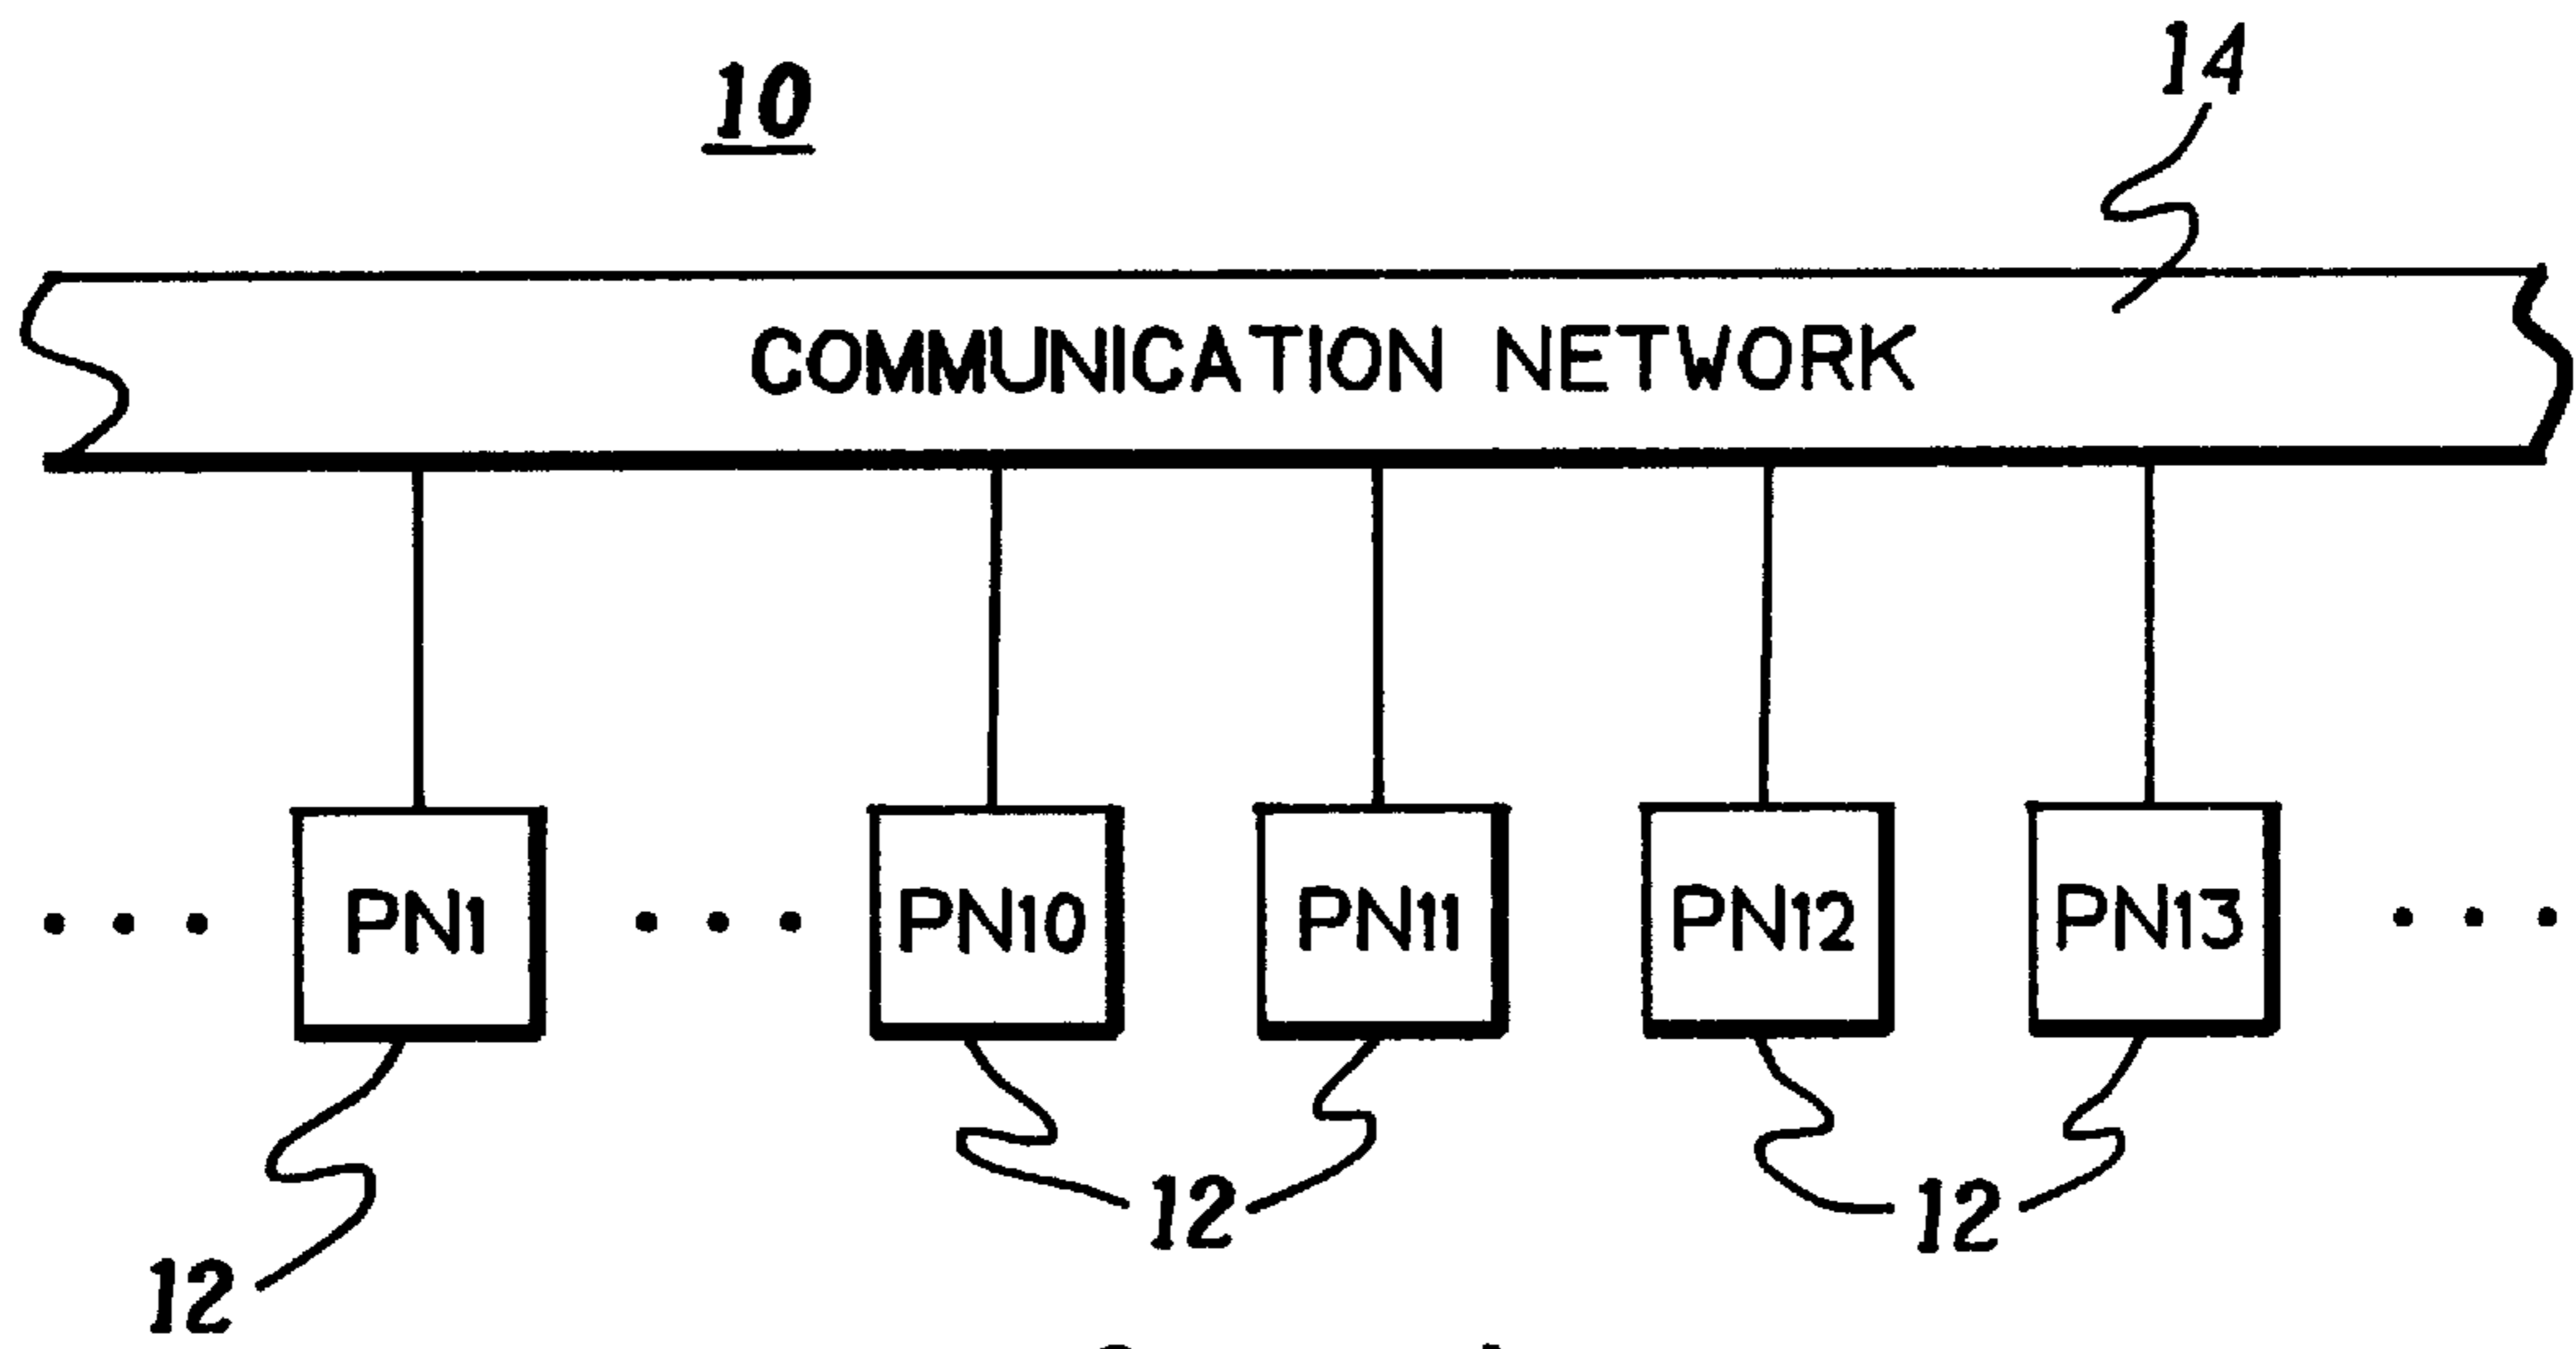 10
14
COMMUNICATION NETWORK
PN1
PN10
PN11
PN12
PN13
12
12
12